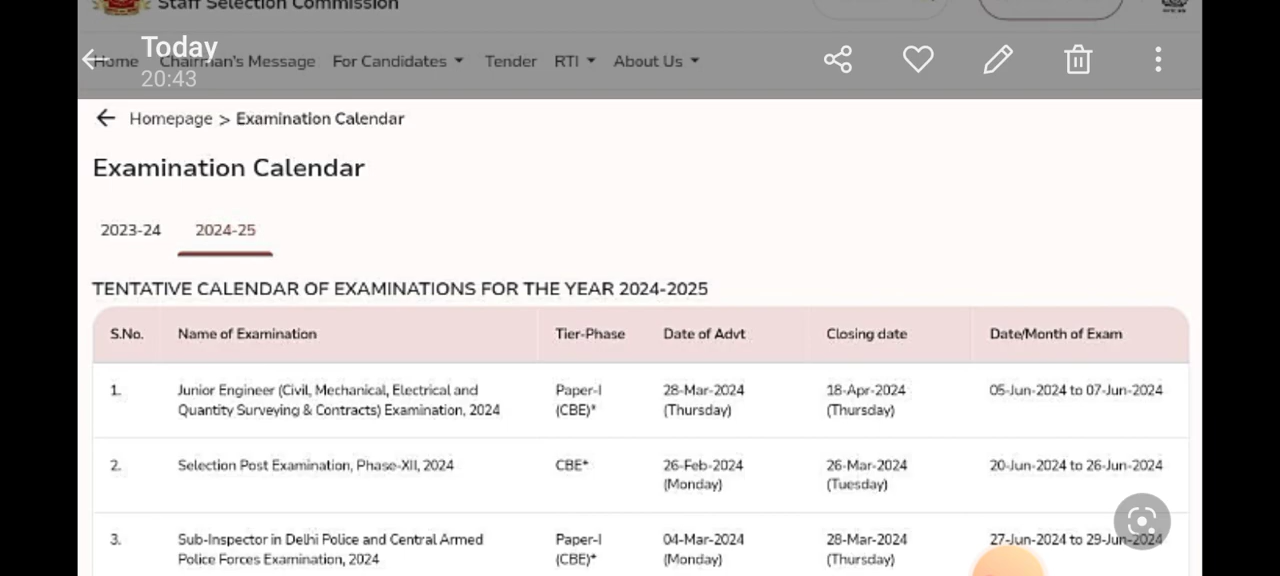 Staff Selection Commission
Today
20:43
Home Chairman's Message For Candidates Tender RTI About Us
Homepage > Examination Calendar
Examination Calendar
2023-24 2024-25
TENTATIVE CALENDAR OF EXAMINATIONS FOR THE YEAR 2024-2025
S.No. Name of Examination Tier-Phase Date of Advt Closing date Date/Month of Exam
1. Junior Engineer (Civil, Mechanical, Electrical and Paper-I 28-Mar-2024 18-Apr-2024 05-Jun-2024 to 07-Jun-2024
Quantity Surveying & Contracts) Examination, 2024 (CBE)* (Thursday) (Thursday)
2. Selection Post Examination, Phase-XII, 2024 CBE* 26-Feb-2024 26-Mar-2024 20-Jun-2024 to 26-Jun-2024
(Monday) (Tuesday)
3. Sub-Inspector in Delhi Police and Central Armed Paper-I 04-Mar-2024 28-Mar-2024 27-Jun-2024 to 29-Jun-2024
Police Forces Examination, 2024 (CBE)* (Monday) (Thursday)